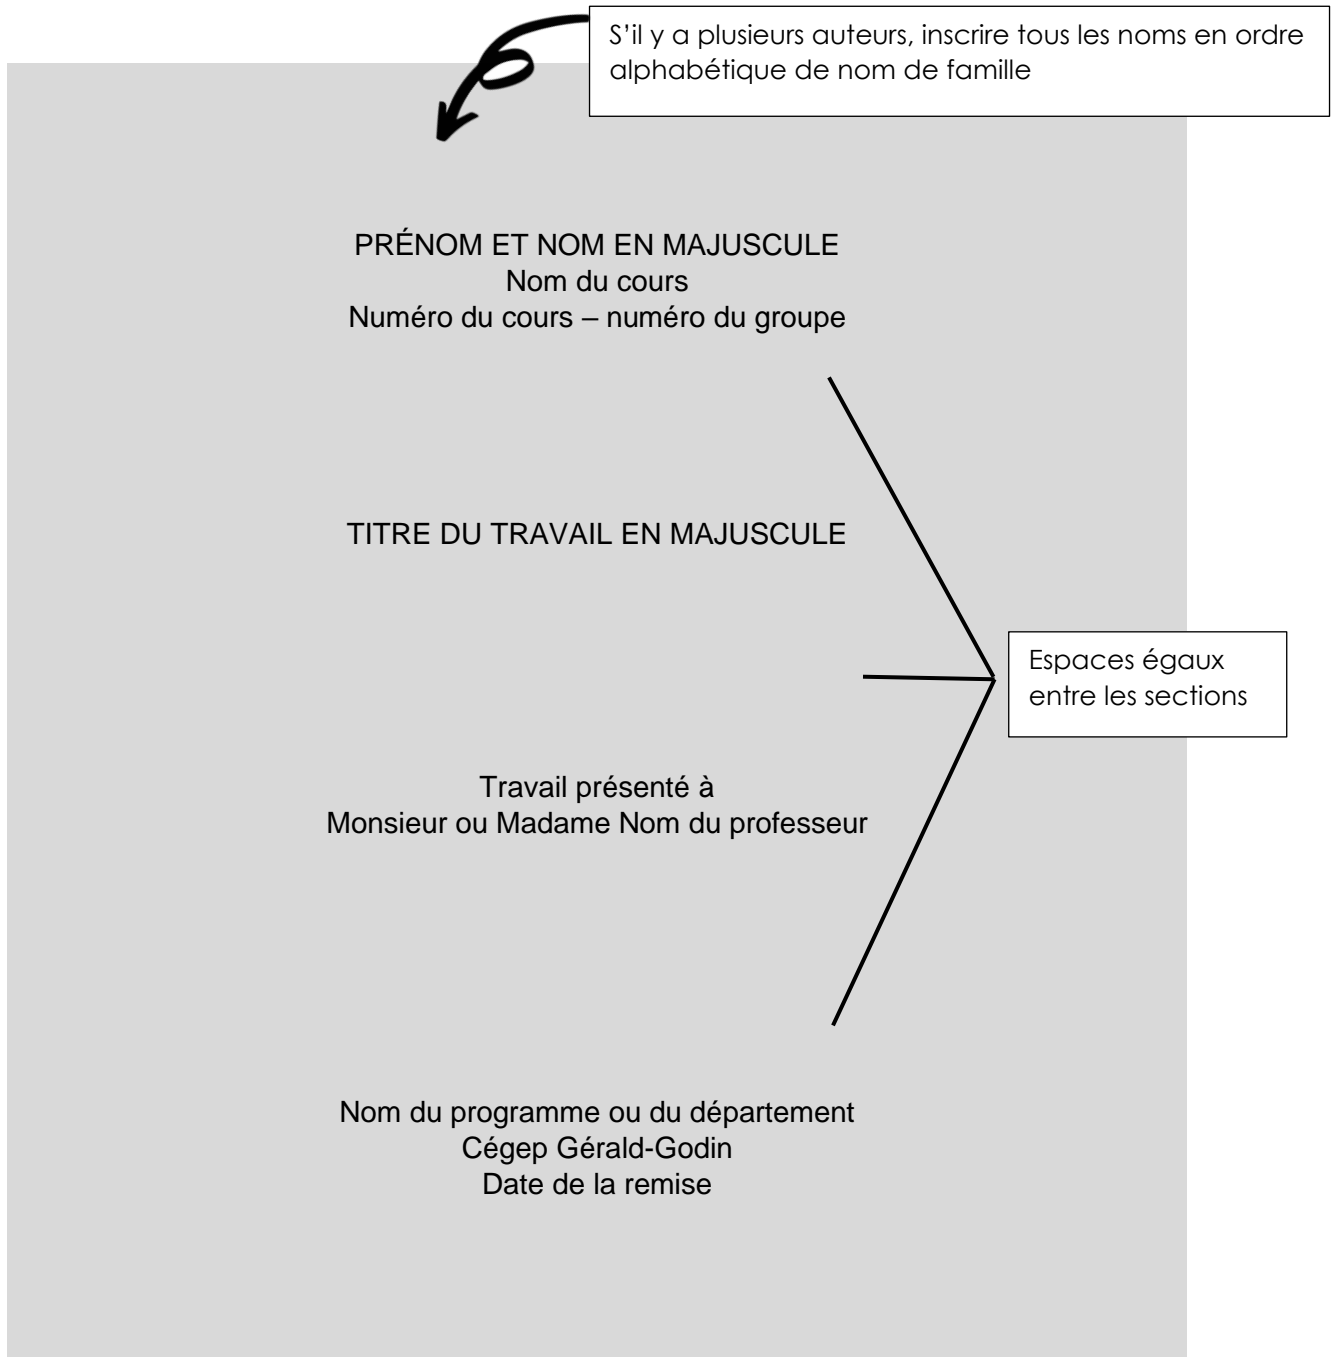 S’il y a plusieurs auteurs, inscrire tous les noms en ordre
alphabétique de nom de famille
PRÉNOM ET NOM EN MAJUSCULE
Nom du cours
Numéro du cours – numéro du groupe
TITRE DU TRAVAIL EN MAJUSCULE
Espaces égaux
entre les sections
Travail présenté à
Monsieur ou Madame Nom du professeur
Nom du programme ou du département
Cégep Gérald-Godin
Date de la remise